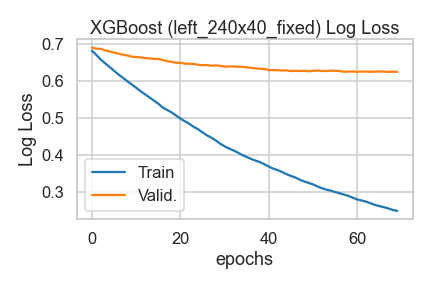 XGBoost (left_240x40_fixed) Log Loss
0.7
0.6
0.5
0.4
0.3
Log Loss
Train
Valid.
0 20 40 60
epochs